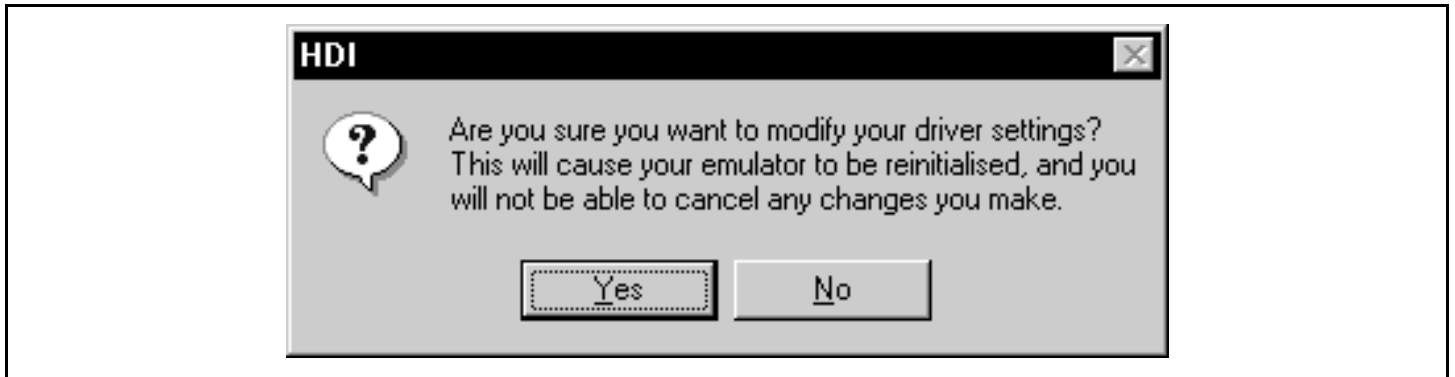 HDI
Are you sure you want to modify your driver settings?
This will cause your emulator to be reinitialised, and you
will not be able to cancel any changes you make.
Yes
No